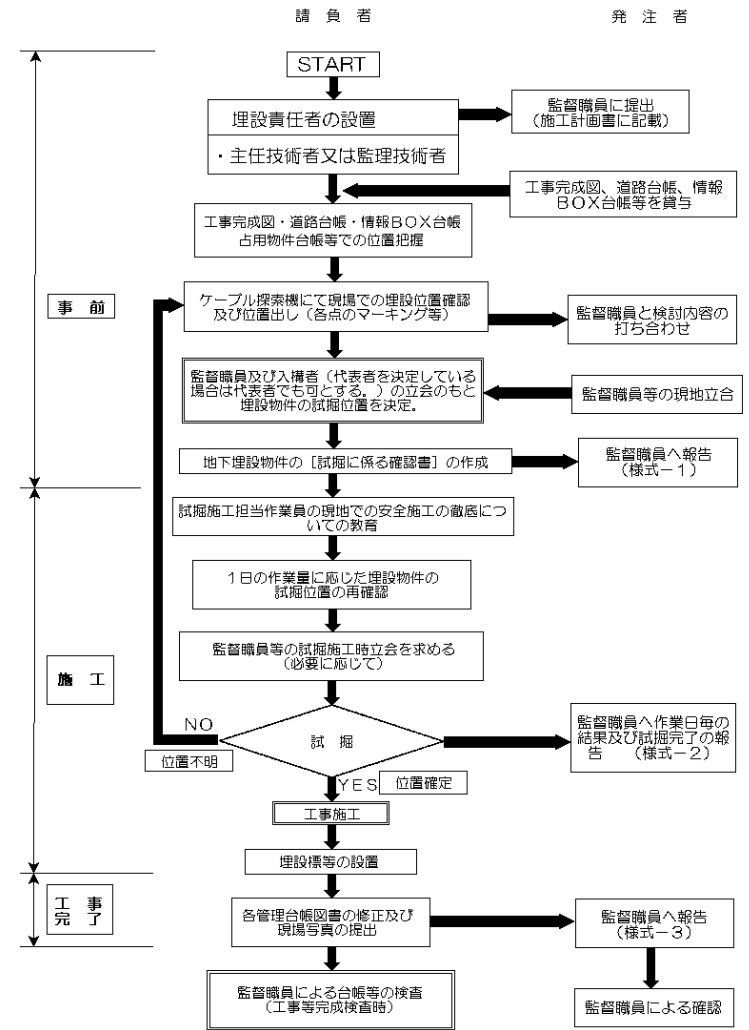 請 負 者
発 注 者
START
埋設責任者の設置
・主任技術者又は監理技術者
監督職員に提出
(施工計画書に記載)
工事完成図、道路台帳、情報
BOX台帳等を貸与
工事完成図・道路台帳・情報BOX台帳
占用物件台帳等での位置把握
事 前
ケーブル探索機にて現場での埋設位置確認
及び位置出し(各点のマーキング等)
監督職員と検討内容の
打ち合わせ
監督職員及び入構者(代表者を決定している
場合は代表者でも可とする。)の立会のもと
埋設物件の試掘位置を決定。
監督職員等の現地立合
地下埋設物件の[試掘に係る確認書]の作成
監督職員へ報告
(様式-1)
試掘施工担当作業員の現地での安全施工の徹底につ
いての教育
1日の作業量に応じた埋設物件の
試掘位置の再確認
監督職員等の試掘施工時立会を求める
(必要に応じて)
施 工
NO
位置不明
試 掘
監督職員へ作業日毎の
結果及び試掘完了の報
告 (様式-2)
YES
位置確定
工事施工
埋設標等の設置
工 事
完 了
各管理台帳図書の修正及び
現場写真の提出
監督職員へ報告
(様式-3)
監督職員による台帳等の検査
(工事等完成検査時)
監督職員による確認